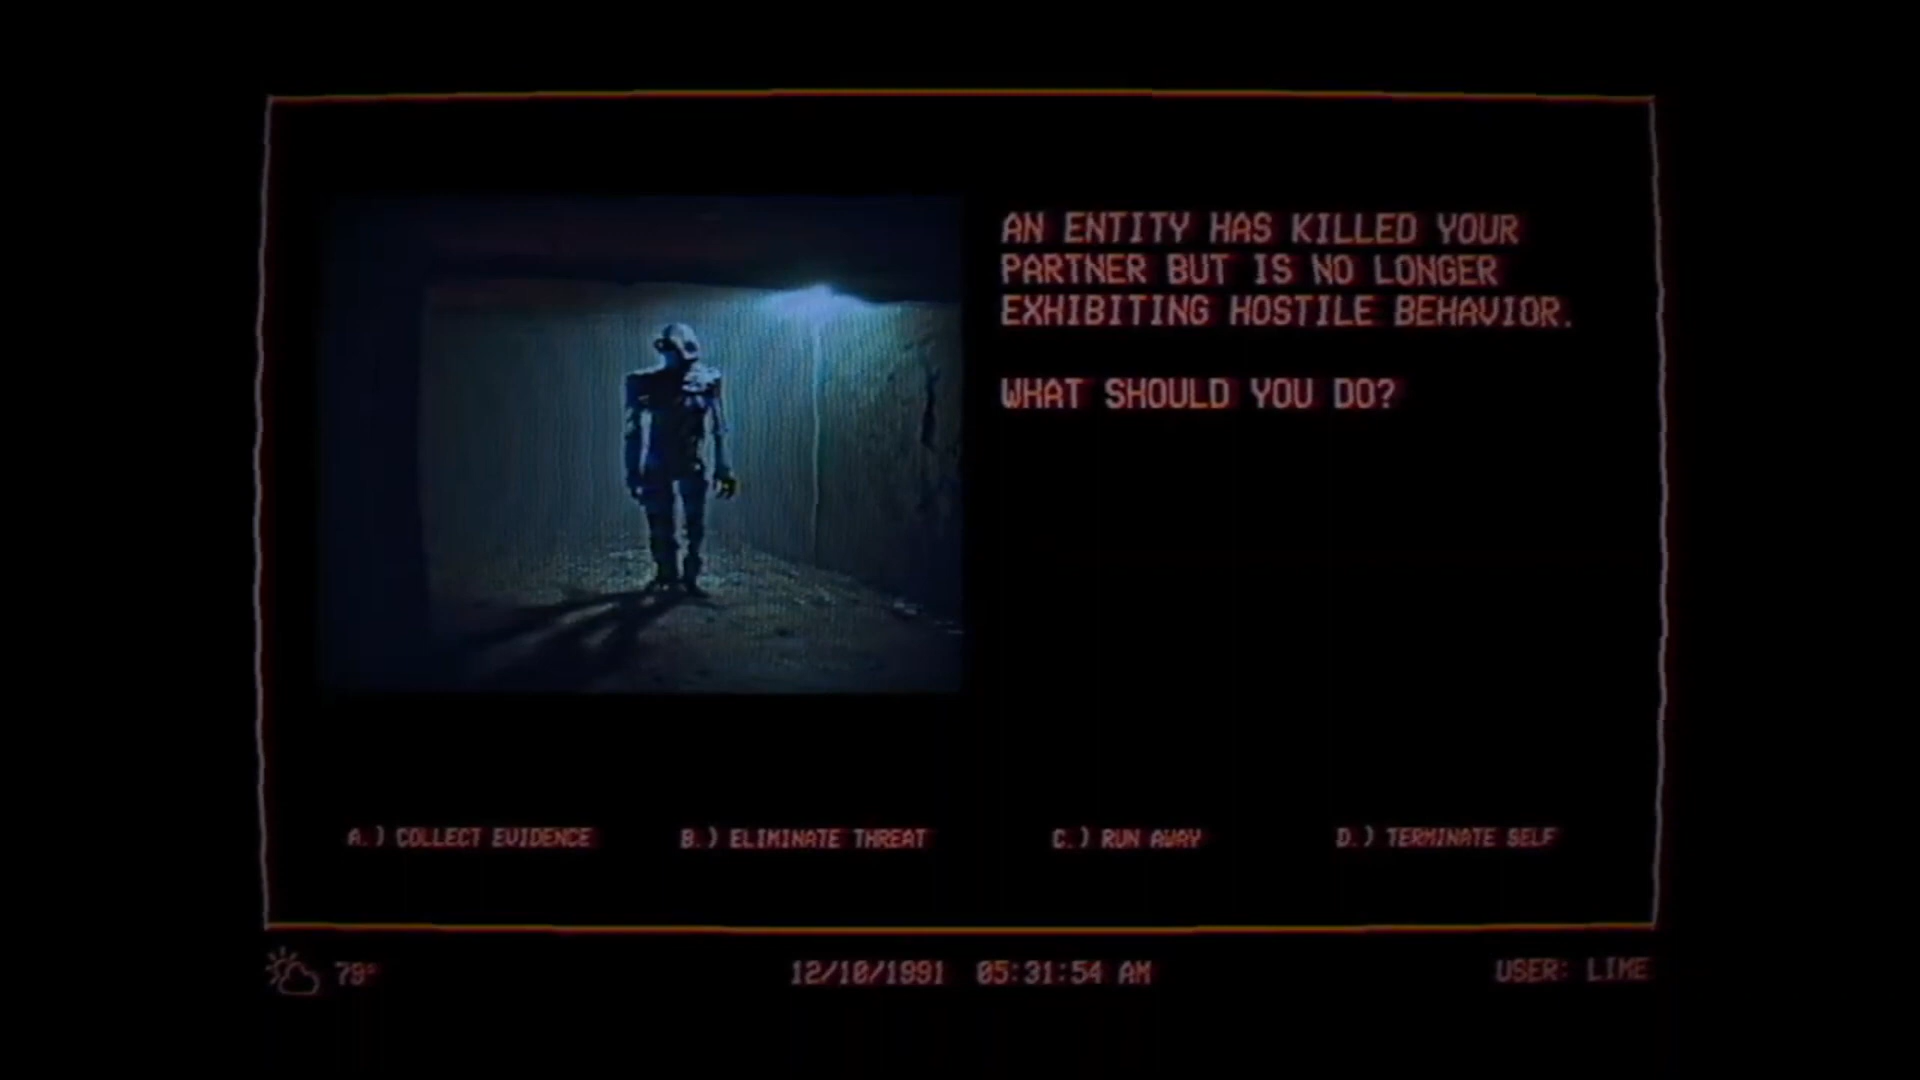 AN ENTITY HAS KILLED YOUR
PARTNER BUT IS NO LONGER
EXHIBITING HOSTILE BEHAVIOR.
WHAT SHOULD YOU DO?
A.) COLLECT EVIDENCE
B.) ELIMINATE THREAT
C.) RUN AWAY
D.) TERMINATE SELF
79°
12/10/1991 05:31:54 AM
USER: LIME